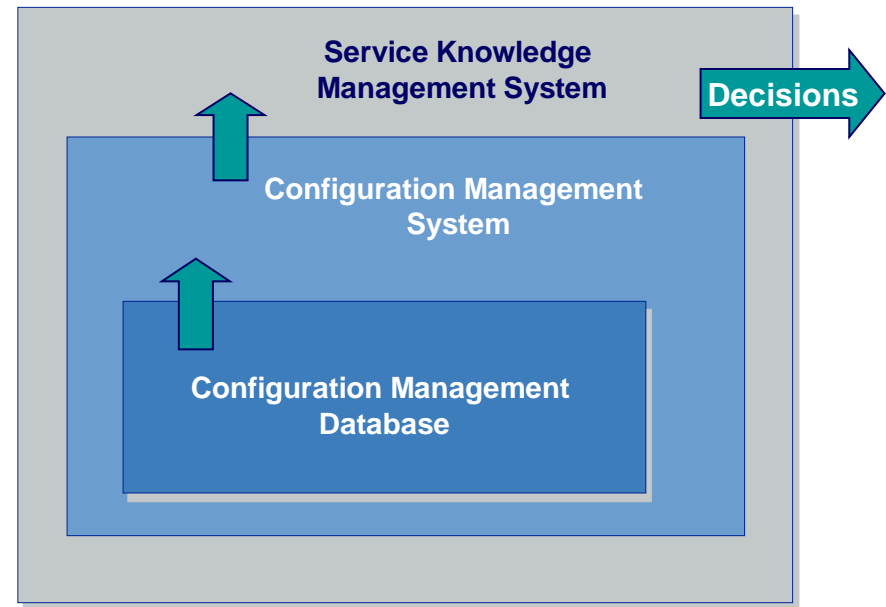 Service Knowledge
Management System
Decisions
Configuration Management
System
Configuration Management
Database